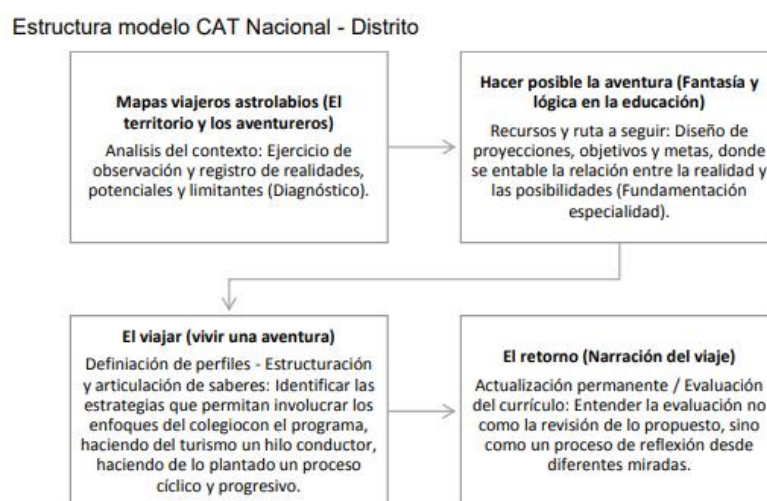 Estructura modelo CAT Nacional - Distrito
Mapas viajeros astrolabios (El
territorio y los aventureros)
Analisis del contexto: Ejercicio de
observación y registro de realidades,
potenciales y limitantes (Diagnóstico).
Hacer posible la aventura (Fantasía y
lógica en la educación)
Recursos y ruta a seguir: Diseño de
proyecciones, objetivos y metas, donde
se entable la relación entre la realidad y
las posibilidades (Fundamentación
especialidad).
El viajar (vivir una aventura)
Definiación de perfiles - Estructuración
y articulación de saberes: Identificar las
estrategias que permitan involucrar los
enfoques del colegiocon el programa,
haciendo del turismo un hilo conductor,
haciendo de lo plantado un proceso
cíclico y progresivo.
El retorno (Narración del viaje)
Actualización permanente / Evaluación
del currículo: Entender la evaluación no
como la revisión de lo propuesto, sino
como un proceso de reflexión desde
diferentes miradas.